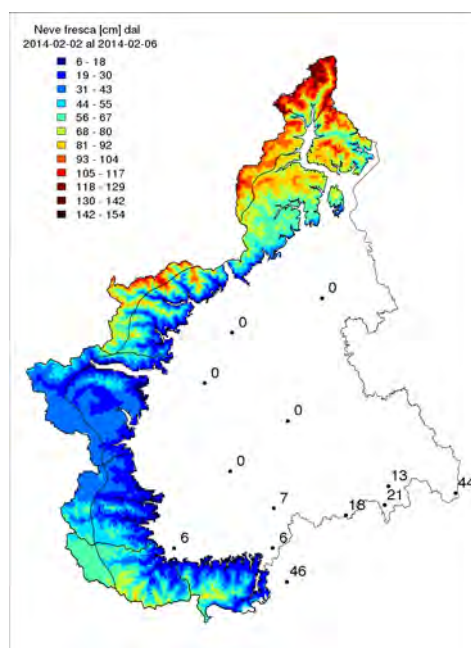 Neve fresca [cm] dal
2014-02-02 al 2014-02-06
6 - 18
19 - 30
31 - 43
44 - 55
56 - 67
68 - 80
81 - 92
93 - 104
105 - 117
118 - 129
130 - 142
142 - 154
0
0
0
0
0
13
44
21
7
18
6
6
46